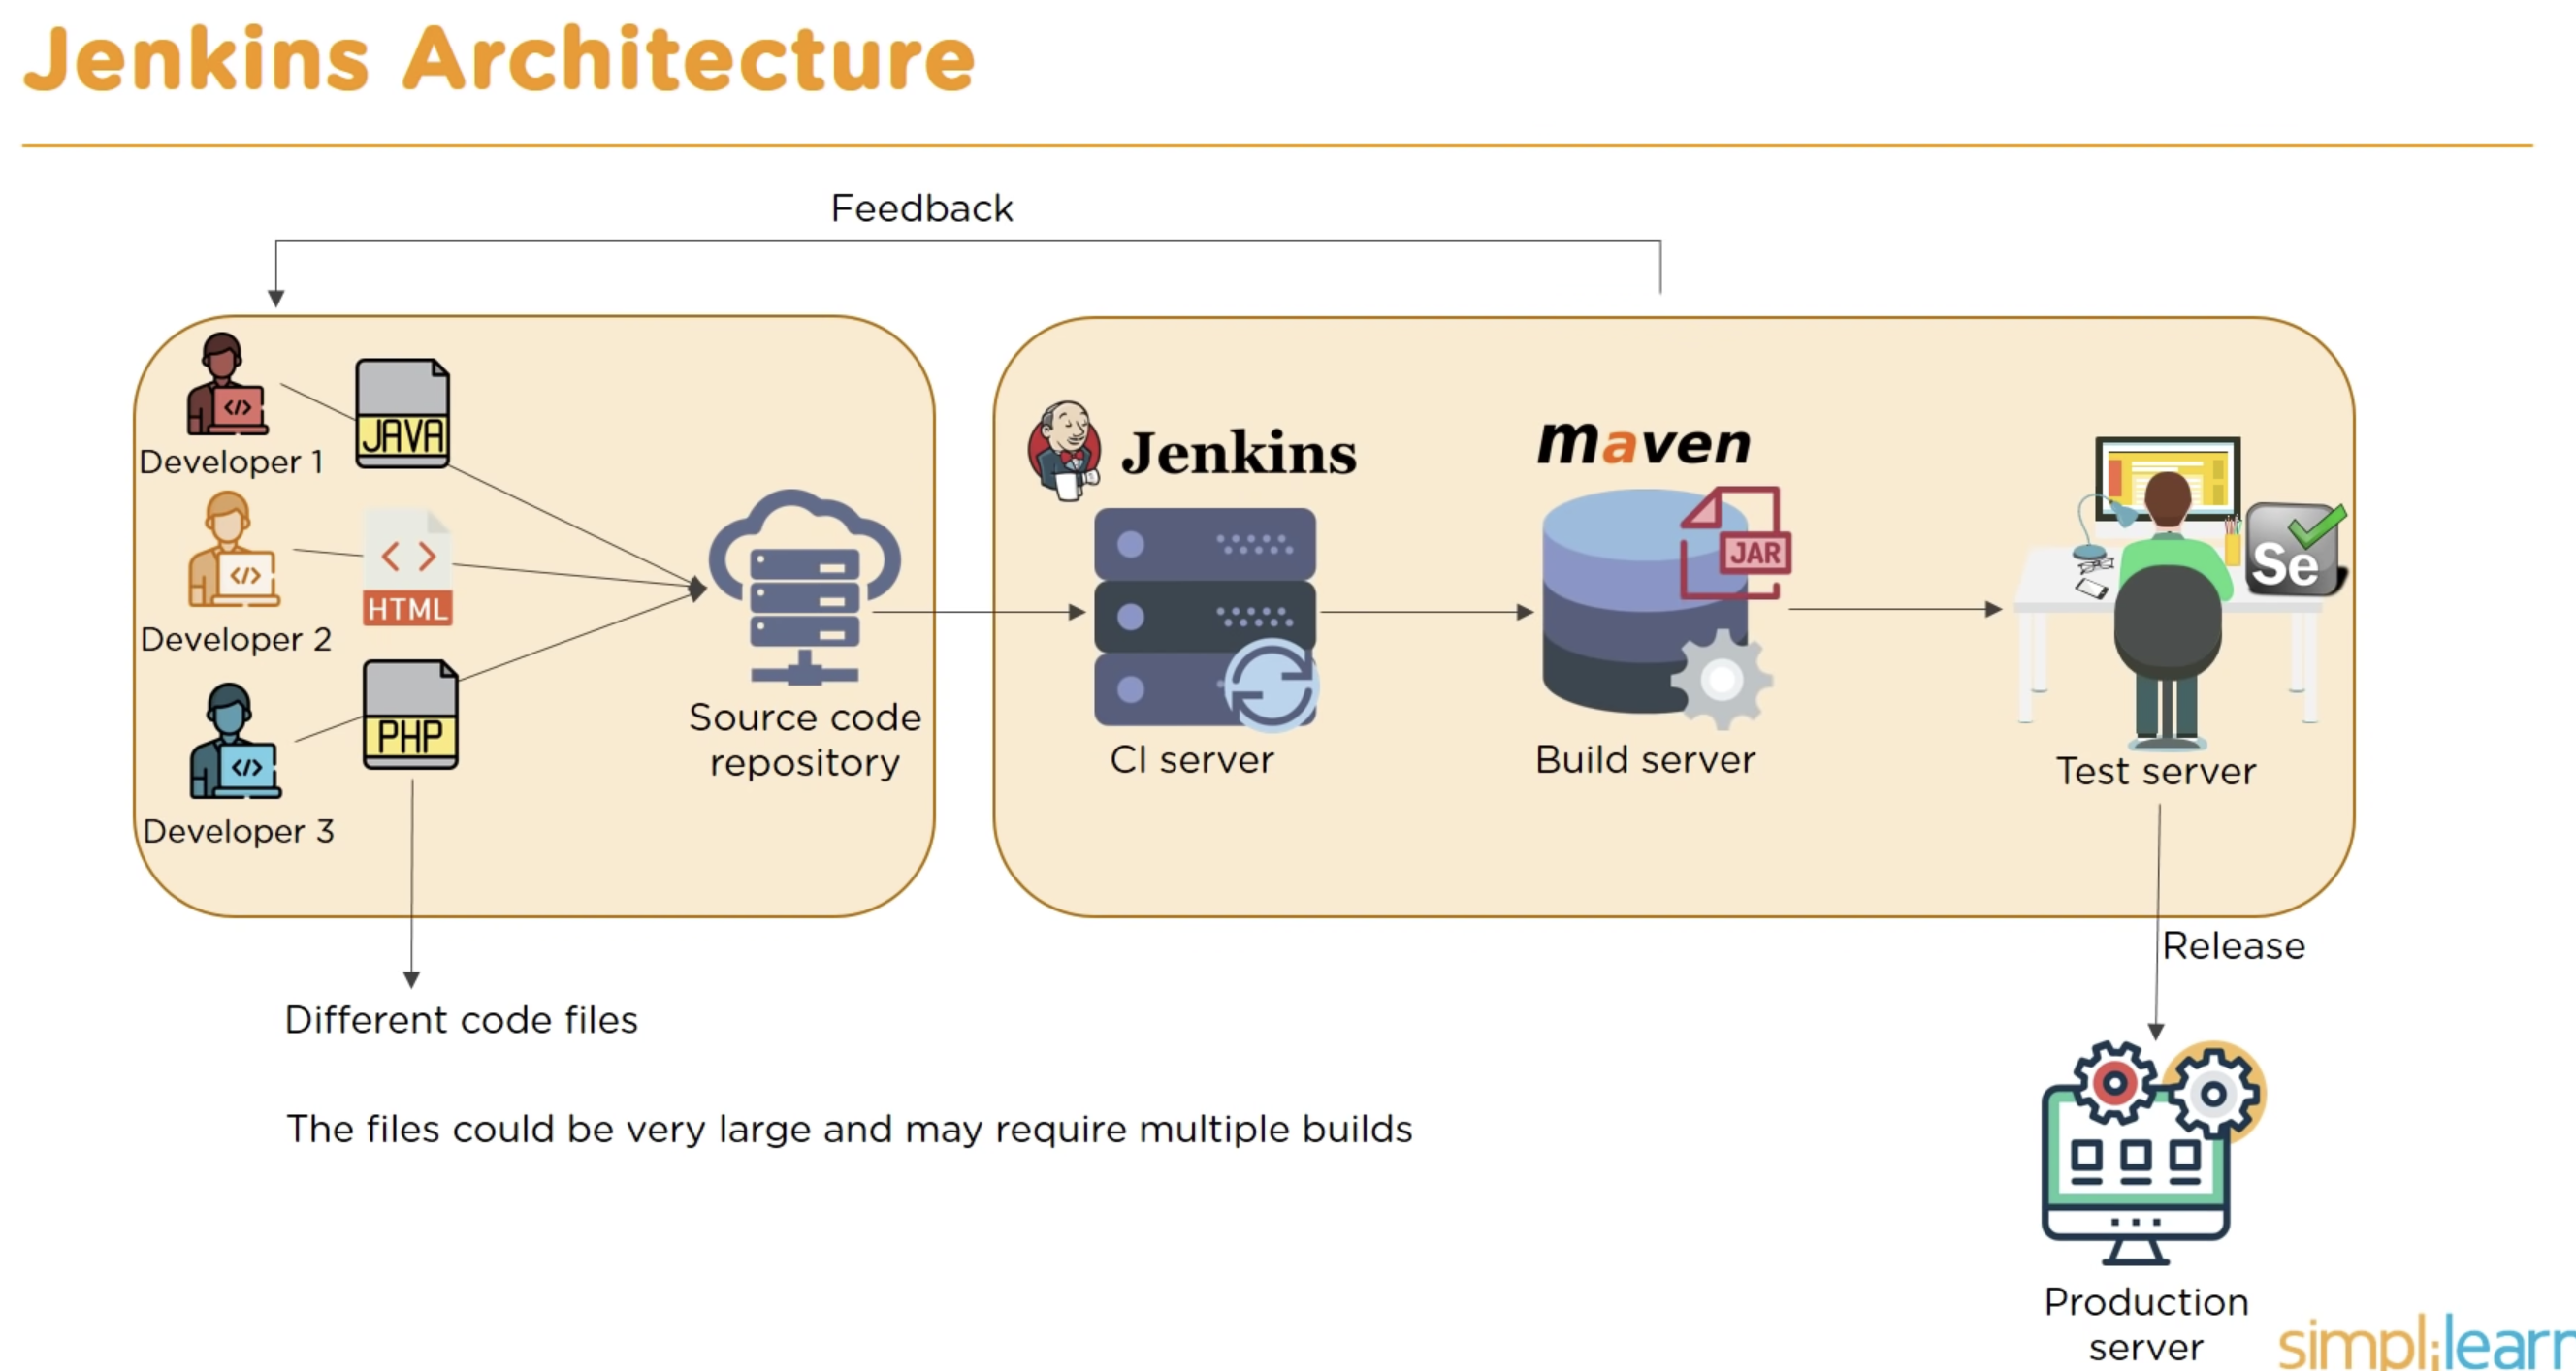 Jenkins Architecture
Feedback
Developer 1
JAVA
Developer 2
HTML
Developer 3
PHP
Source code
repository
Jenkins
CI server
maven
JAR
Build server
Se
Test server
Release
Different code files
The files could be very large and may require multiple builds
Production
server
simplilearn